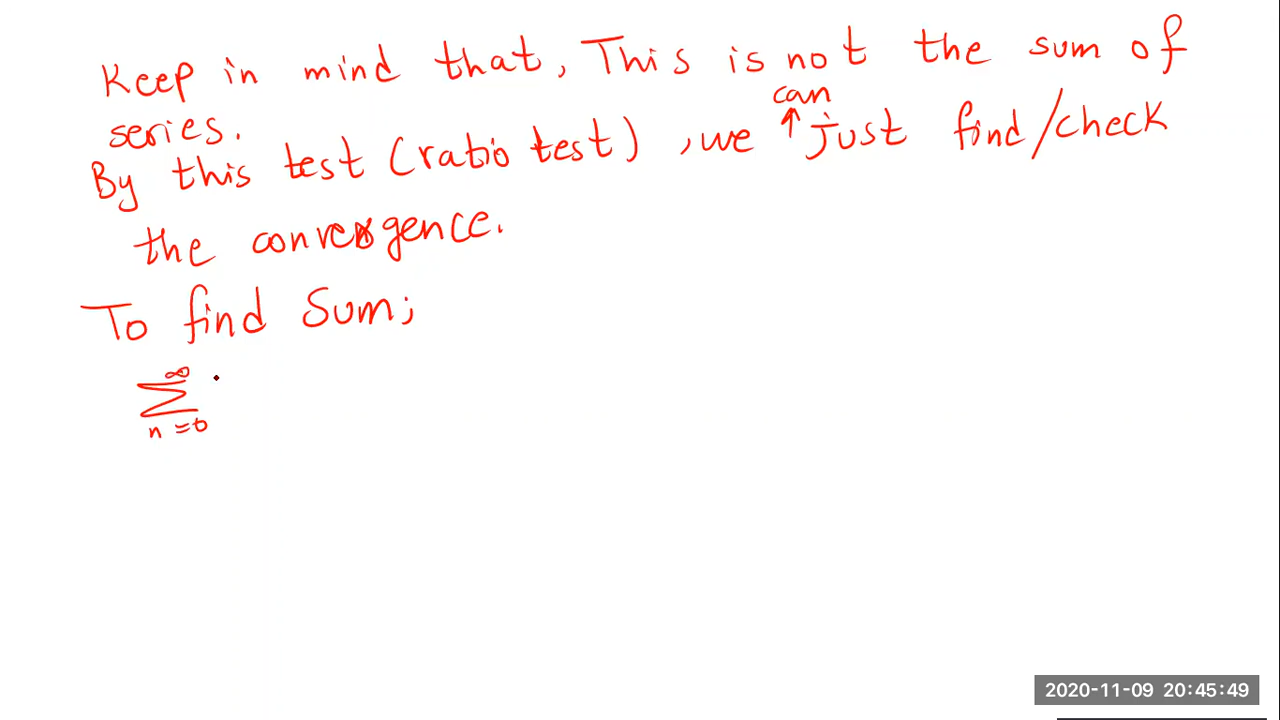 Keep in mind that, This is not the sum of
series.
By this test (ratio test), we can ↑ just find/check
the convergence.
To find Sum;
∞
Σ
n = 0
2020-11-09 20:45:49